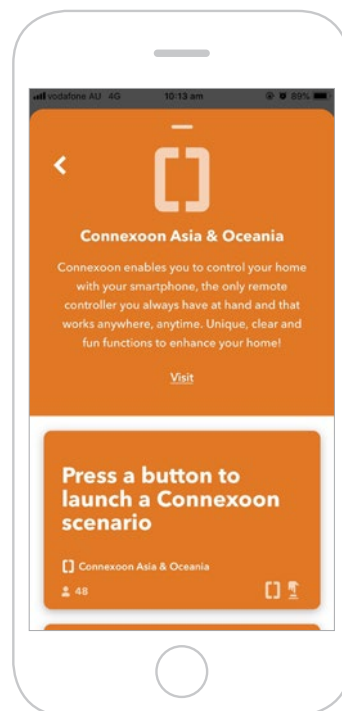 vodafone AU 4G 10:13 am 89%
Connexoon Asia & Oceania
Connexoon enables you to control your home
with your smartphone, the only remote
controller you always have at hand and that
works anywhere, anytime. Unique, clear and
fun functions to enhance your home!
Visit
Press a button to
launch a Connexoon
scenario
Connexoon Asia & Oceania
48